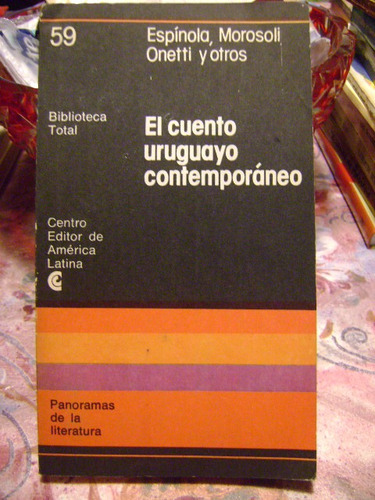 59
Espínola, Morosoli
Onetti y otros
Biblioteca
Total
El cuento
uruguayo
contemporáneo
Centro
Editor de
América
Latina
Panoramas
de la
literatura